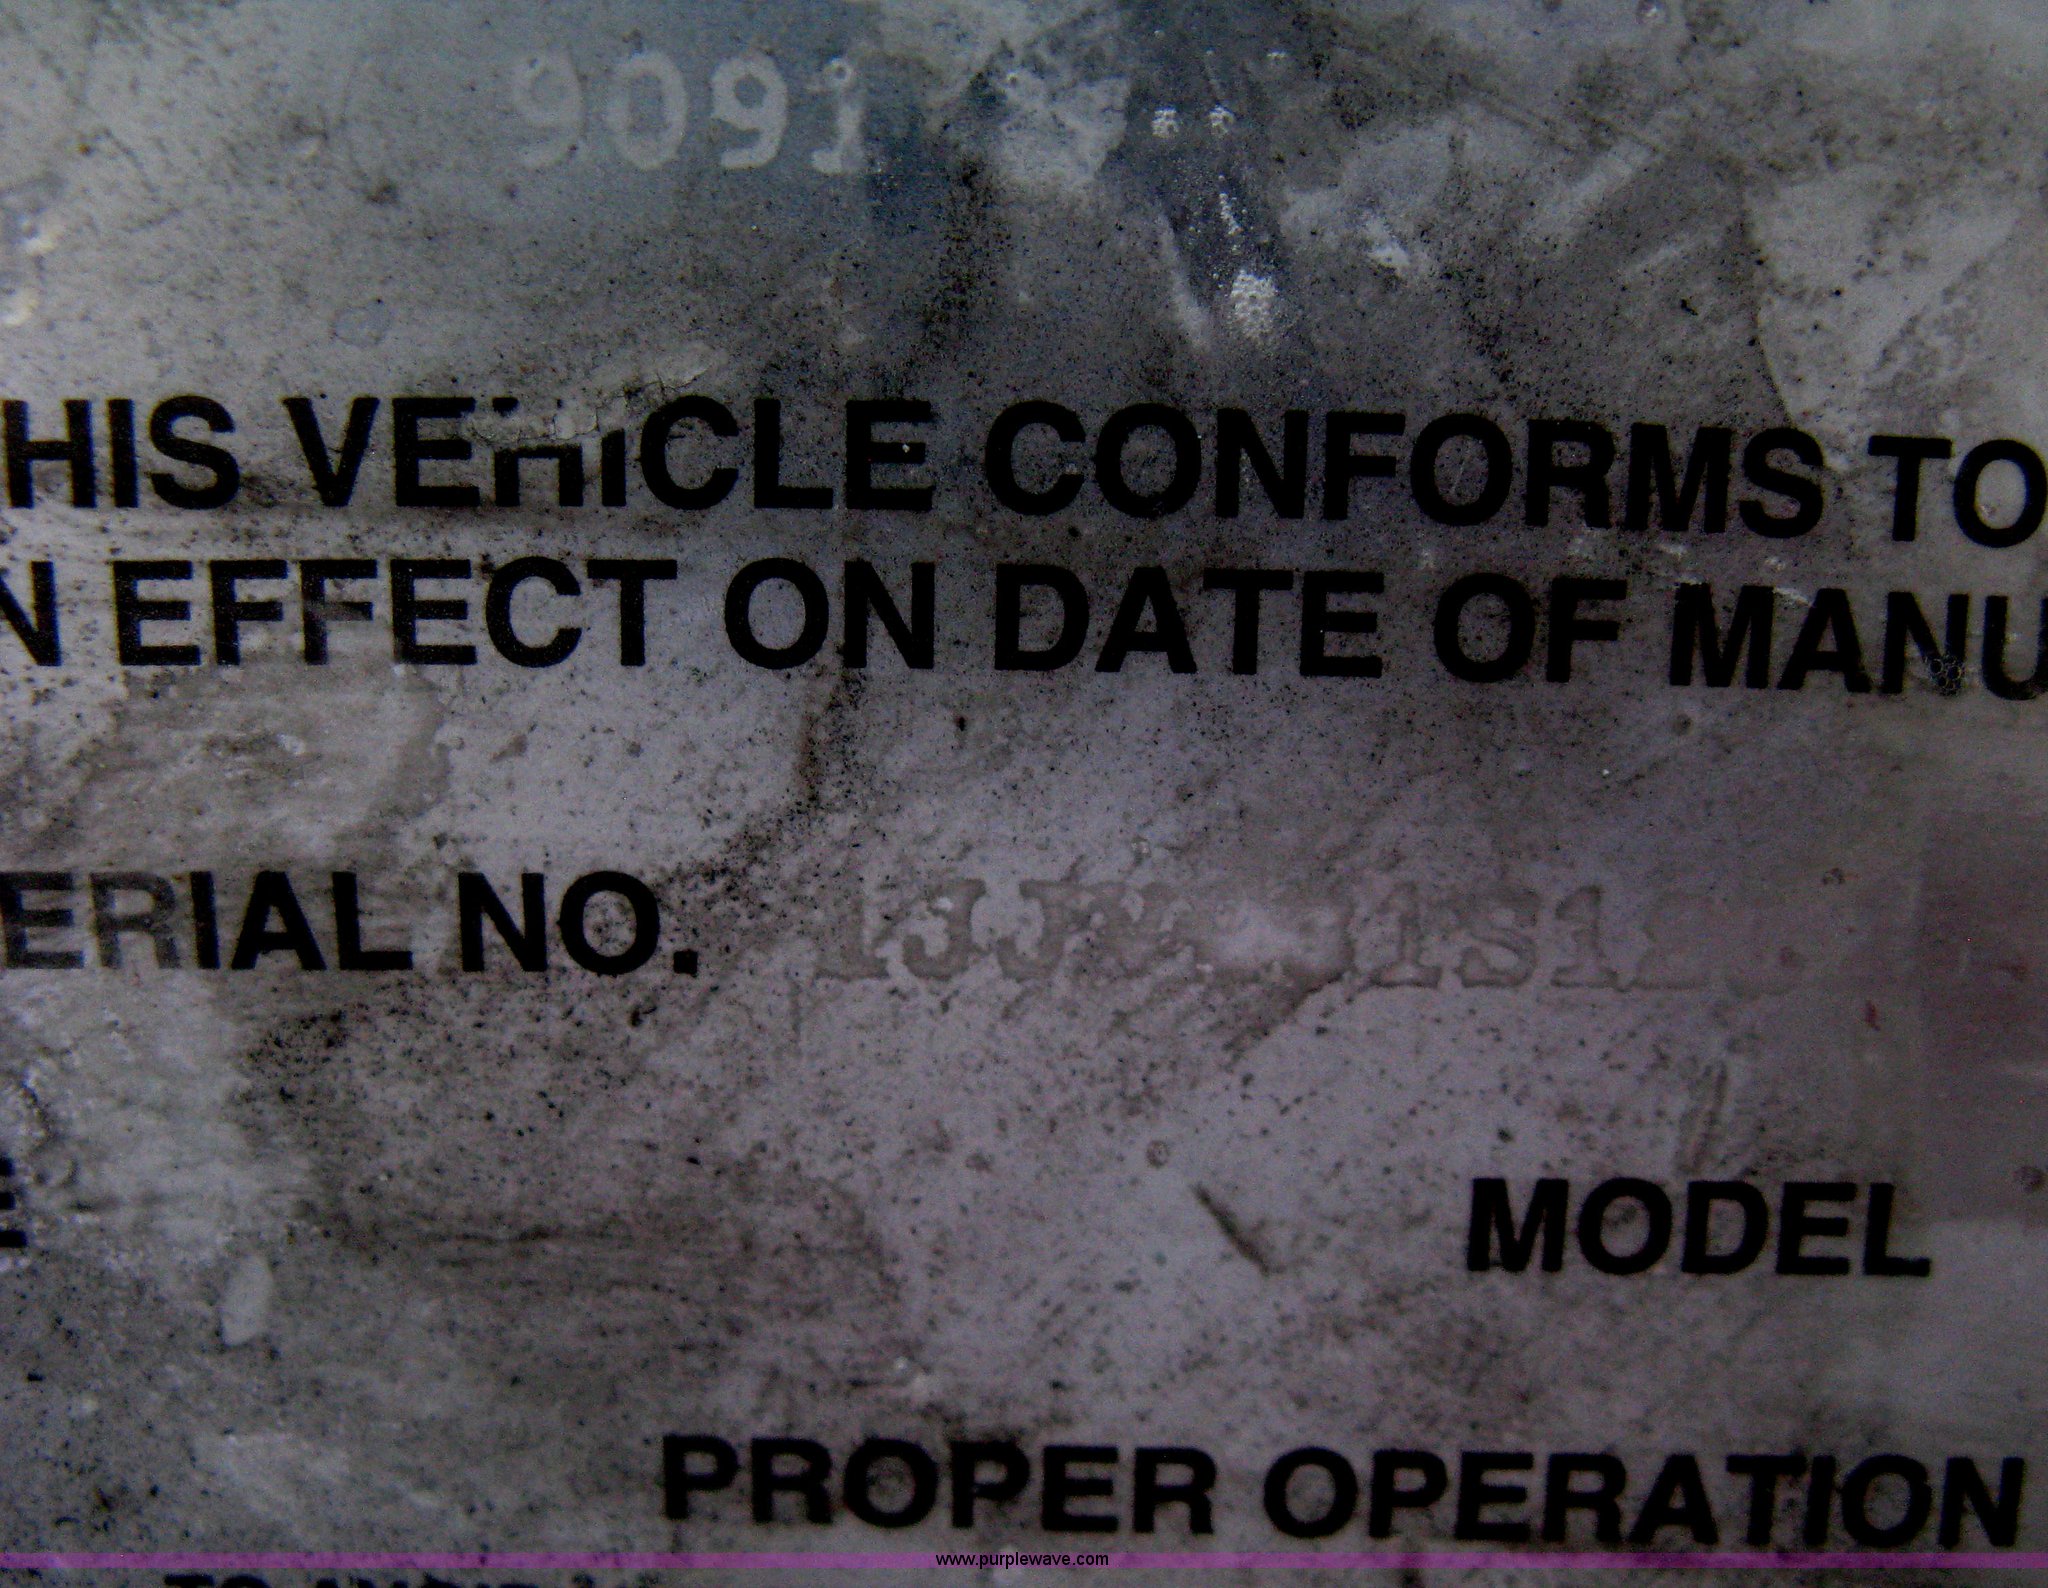 9091
HIS VEHICLE CONFORMS TO
N EFFECT ON DATE OF MANU
ERIAL NO.
MODEL
PROPER OPERATION
www.purplewave.com